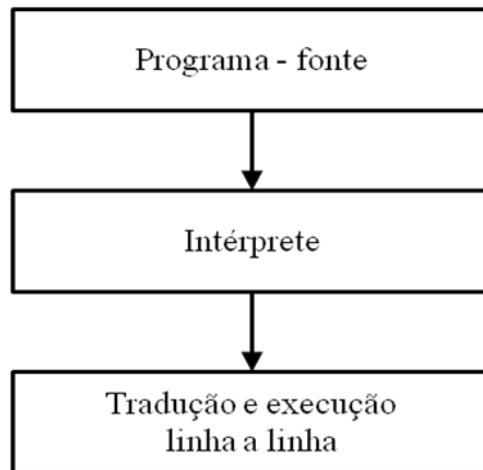 Programa - fonte
Intérprete
Tradução e execução
linha a linha